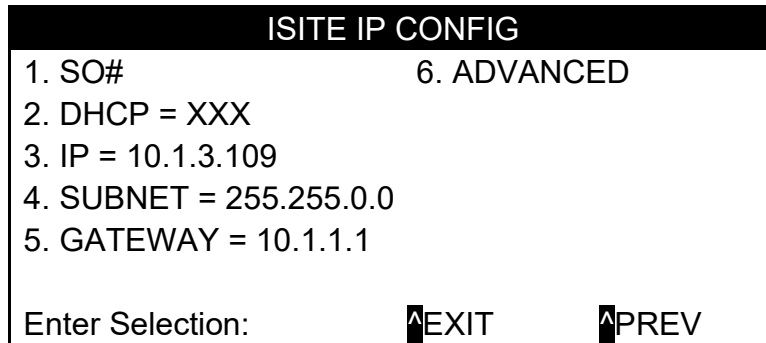 ISITE IP CONFIG
1. SO# 6. ADVANCED
2. DHCP = XXX
3. IP = 10.1.3.109
4. SUBNET = 255.255.0.0
5. GATEWAY = 10.1.1.1
Enter Selection: ^EXIT ^PREV